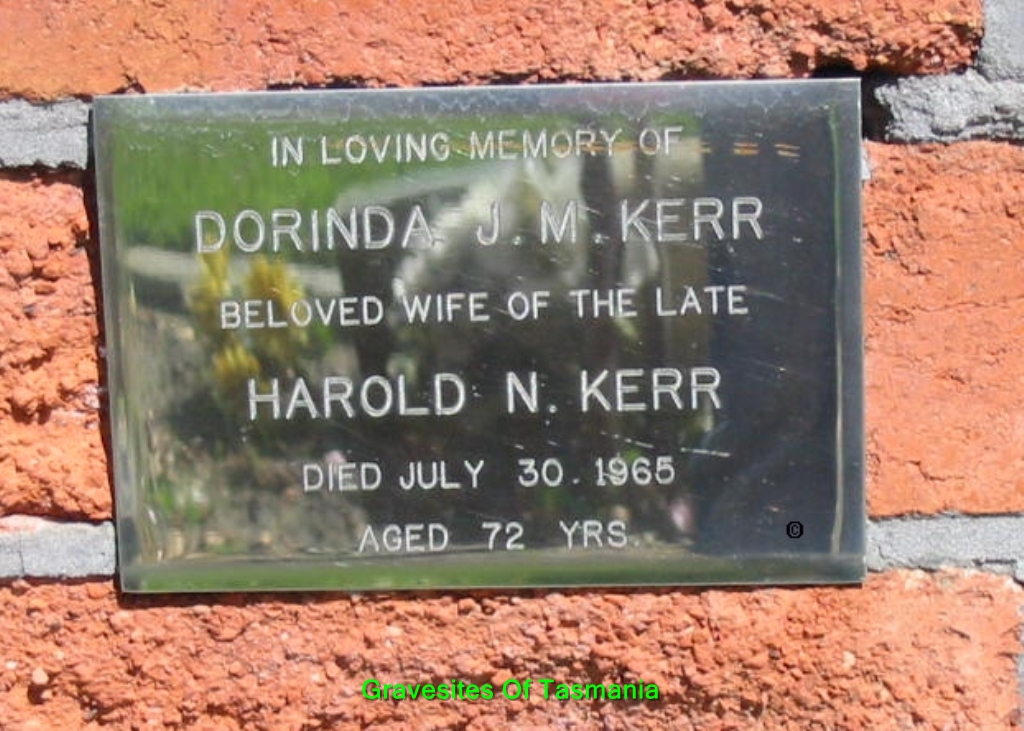 IN LOVING MEMORY OF
DORINDA J. M. KERR
BELOVED WIFE OF THE LATE
HAROLD N. KERR
DIED JULY 30. 1965
AGED 72 YRS.
©
Gravesites Of Tasmania